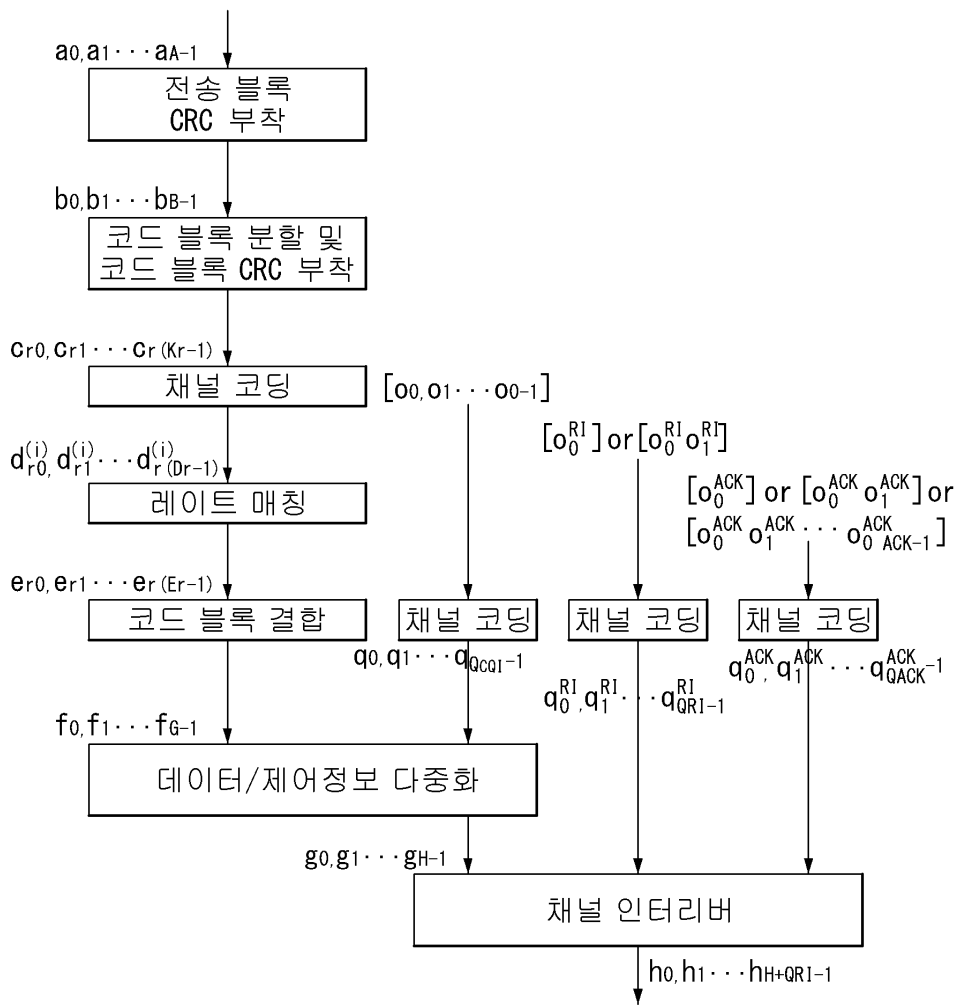 a0,a1···aA-1
전송 블록
CRC 부착
b0,b1···bB-1
코드 블록 분할 및
코드 블록 CRC 부착
cr0,cr1···cr(Kr-1)
채널 코딩
[o0,o1···o0-1]
[o0^RI] or [o0^RI o1^RI]
dr0^(i),dr1^(i)···dr(Dr-1)^(i)
레이트 매칭
[o0^ACK] or [o0^ACK o1^ACK] or
[o0^ACK o1^ACK ··· o0 ACK-1^ACK]
er0,er1···er(Er-1)
코드 블록 결합
채널 코딩
채널 코딩
채널 코딩
q0,q1···qQCQI-1
q0^RI,q1^RI···qQRI-1^RI
q0^ACK,q1^ACK···qQACK-1^ACK
f0,f1···fG-1
데이터/제어정보 다중화
g0,g1···gH-1
채널 인터리버
h0,h1···hH+QRI-1